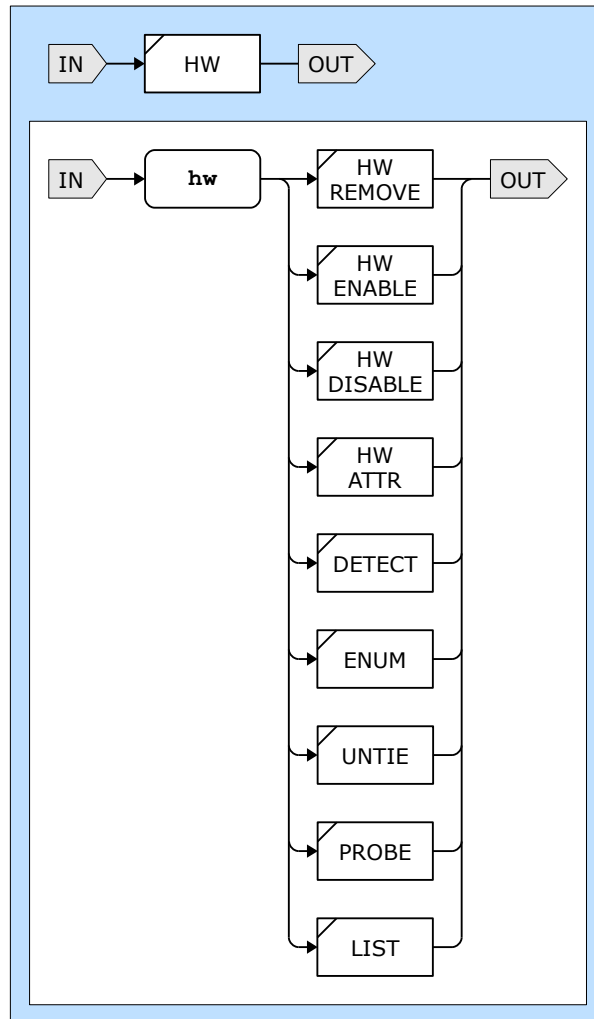 IN HW OUT
IN hw HW REMOVE OUT
HW
ENABLE
HW
DISABLE
HW
ATTR
DETECT
ENUM
UNTIE
PROBE
LIST